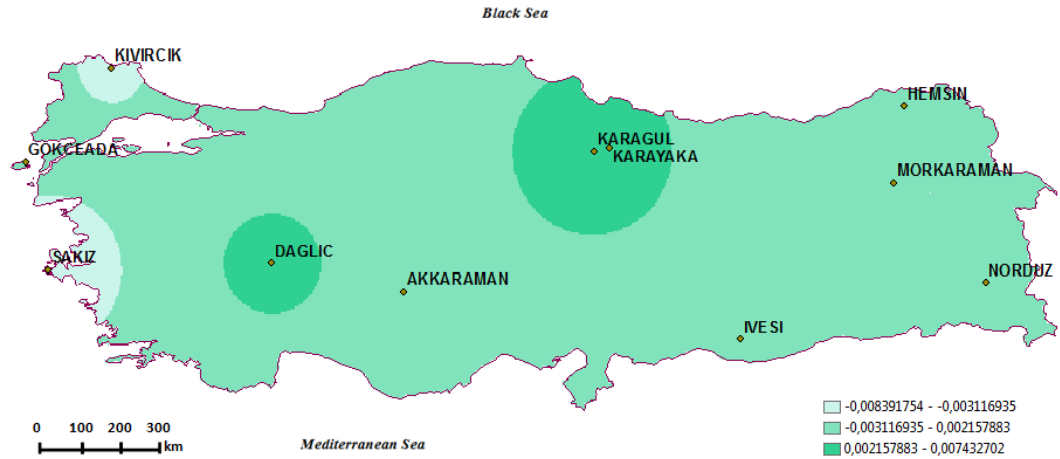 Black Sea
KIVIRCIK
HEMSIN
GOKCEADA
KARAGUL
KARAYAKA
MORKARAMAN
SAKIZ
DAGLIC
AKKARAMAN
NORDUZ
IVESI
-0,008391754 - -0,003116935
-0,003116935 - 0,002157883
0,002157883 - 0,007432702
0 100 200 300
km
Mediterranean Sea